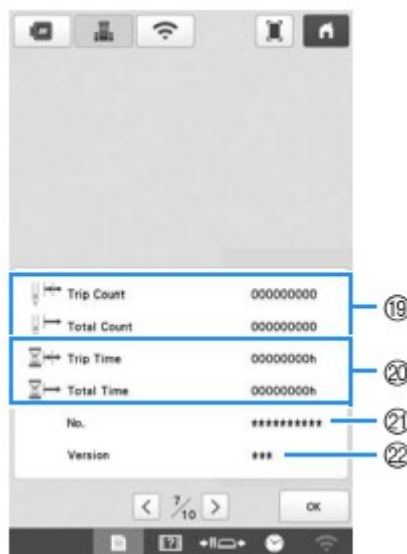 Trip Count 000000000 ⑲
Total Count 000000000
Trip Time 00000000h ⑳
Total Time 00000000h
No. ********** ㉑
Version *** ㉒
< 7/10 > OK
?